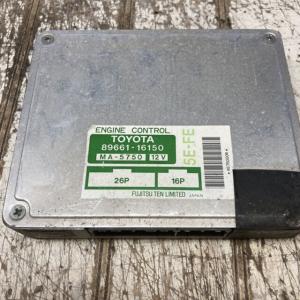 ENGINE CONTROL
TOYOTA
89661-16150
MA-5750 12V
5E-FE
26P 16P
FUJITSU TEN LIMITED JAPAN